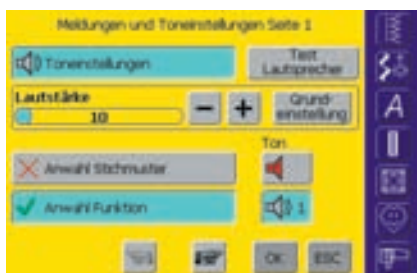 Meldungen und Toneinstellungen Seite 1
Toneinstellungen
Test
Lautsprecher
Lautstärke
10
− +
Grund-
einstellung
Ton
Anwahl Stichmuster
Anwahl Funktion
1
OK ESC
A